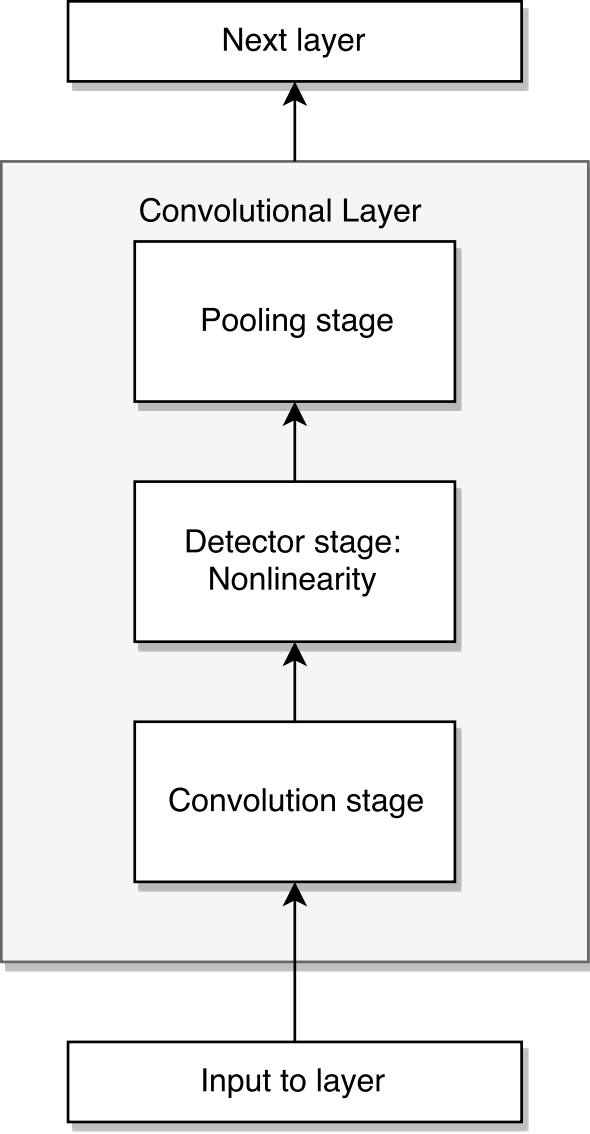 Next layer
Convolutional Layer
Pooling stage
Detector stage:
Nonlinearity
Convolution stage
Input to layer